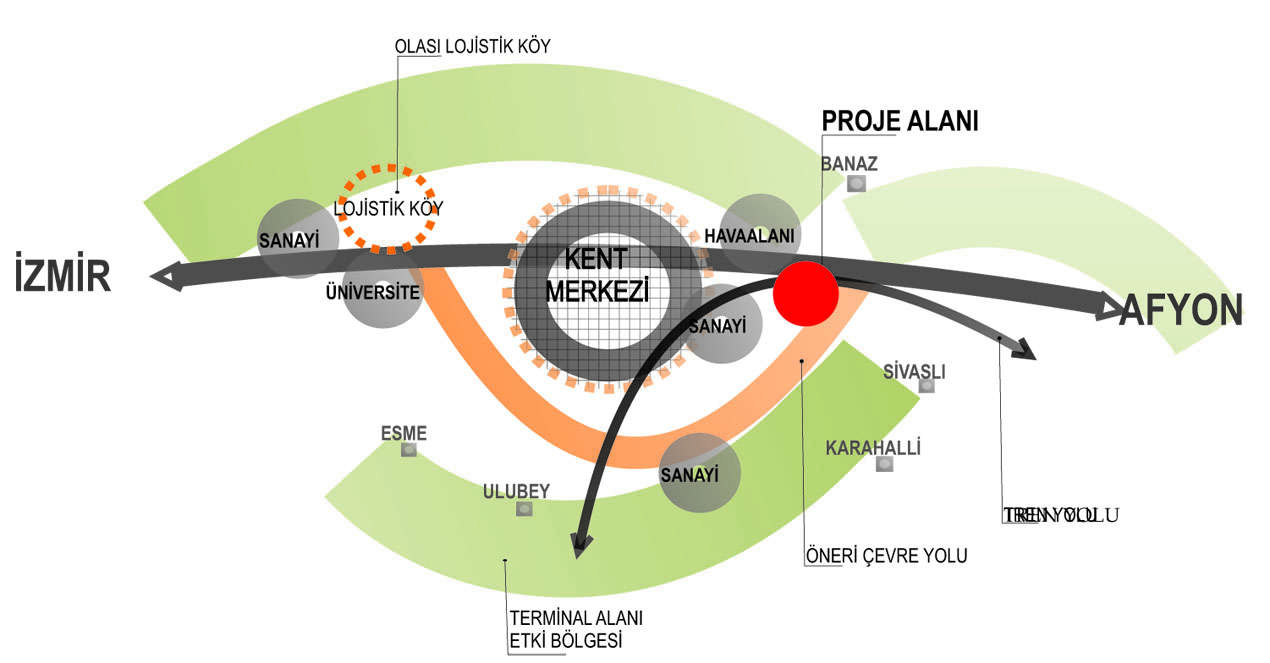 OLASI LOJİSTİK KÖY
PROJE ALANI
BANAZ
LOJİSTİK KÖY
SANAYİ
HAVAALANI
KENT
MERKEZİ
İZMİR
ÜNİVERSİTE
AFYON
SANAYİ
SİVASLI
ESME
KARAHALLİ
SANAYİ
ULUBEY
TREN YOLU
ÖNERİ ÇEVRE YOLU
TERMİNAL ALANI
ETKİ BÖLGESİ